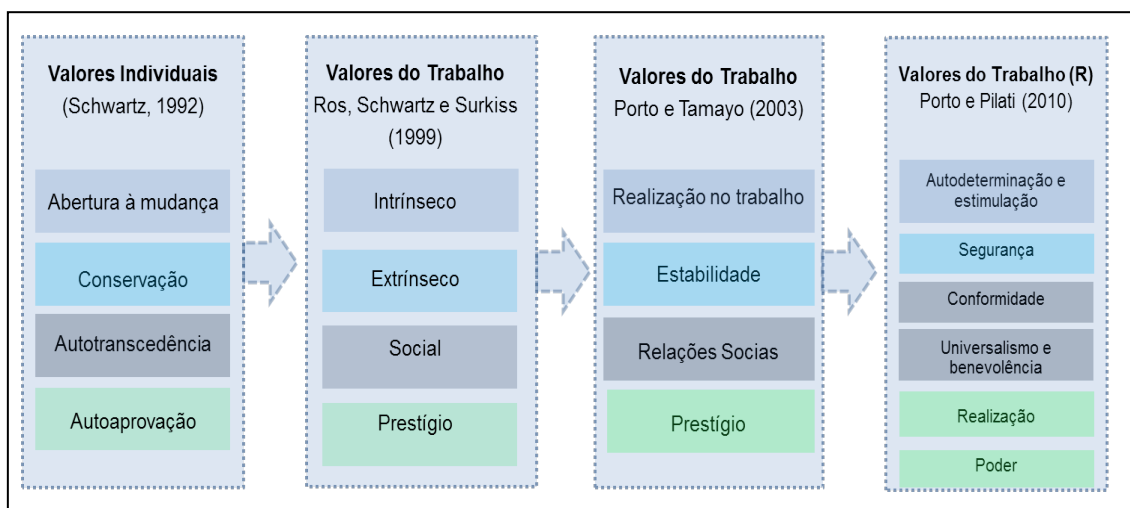 Valores Individuais
(Schwartz, 1992)
Abertura à mudança
Conservação
Autotranscedência
Autoaprovação
Valores do Trabalho
Ros, Schwartz e Surkiss
(1999)
Intrínseco
Extrínseco
Social
Prestígio
Valores do Trabalho
Porto e Tamayo (2003)
Realização no trabalho
Estabilidade
Relações Socias
Prestígio
Valores do Trabalho (R)
Porto e Pilati (2010)
Autodeterminação e
estimulação
Segurança
Conformidade
Universalismo e
benevolência
Realização
Poder